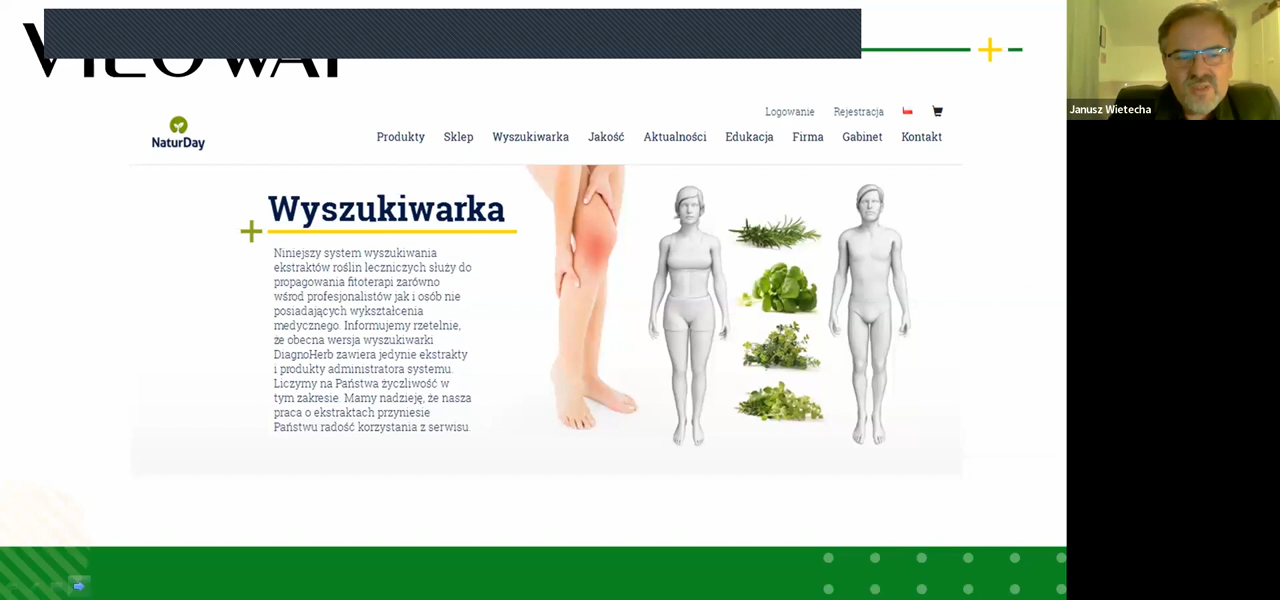 Janusz Wietecha
Logowanie Rejestracja
NaturDay
Produkty Sklep Wyszukiwarka Jakość Aktualności Edukacja Firma Gabinet Kontakt
Wyszukiwarka
Niniejszy system wyszukiwania
ekstraktów roślin leczniczych służy do
propagowania fitoterapi zarówno
wśród profesjonalistów jak i osób nie
posiadających wykształcenia
medycznego. Informujemy rzetelnie,
że obecna wersja wyszukiwarki
DiagnoHerb zawiera jedynie ekstrakty
i produkty administratora systemu.
Liczymy na Państwa życzliwość w
tym zakresie. Mamy nadzieję, że nasza
praca o ekstraktach przyniesie
Państwu radość korzystania z serwisu.